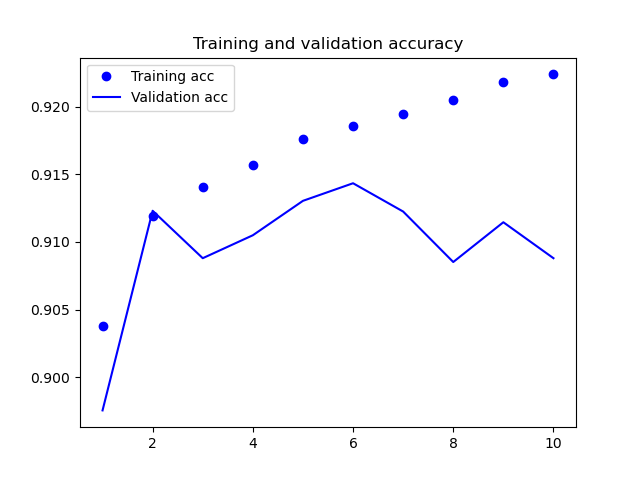 Training and validation accuracy
Training acc
Validation acc
0.920
0.915
0.910
0.905
0.900
2 4 6 8 10